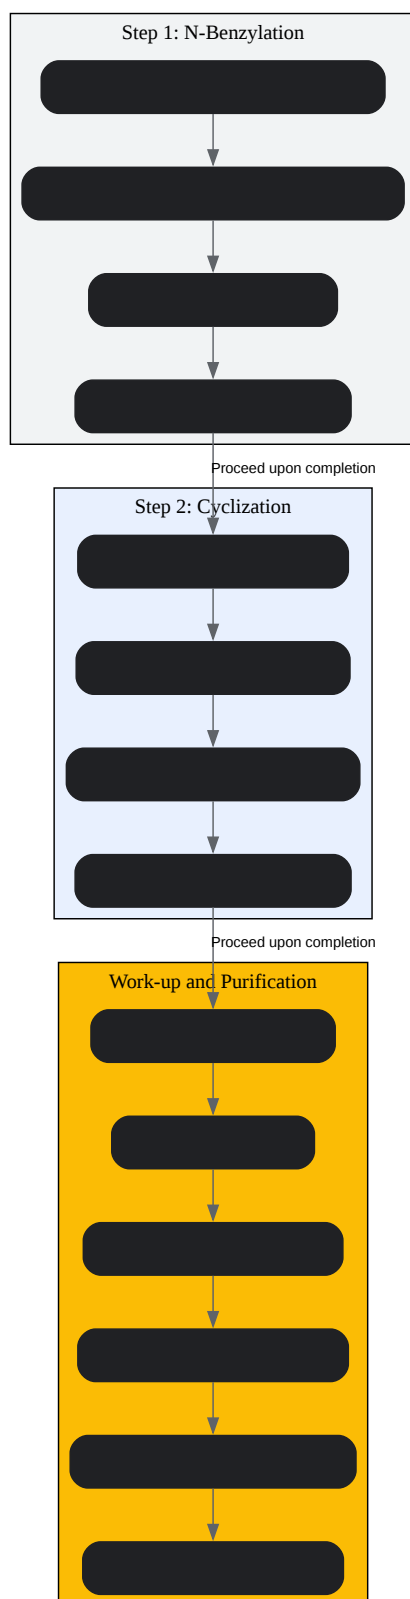 Step 1: N-Benzylation
Proceed upon completion
Step 2: Cyclization
Proceed upon completion
Work-up and Purification